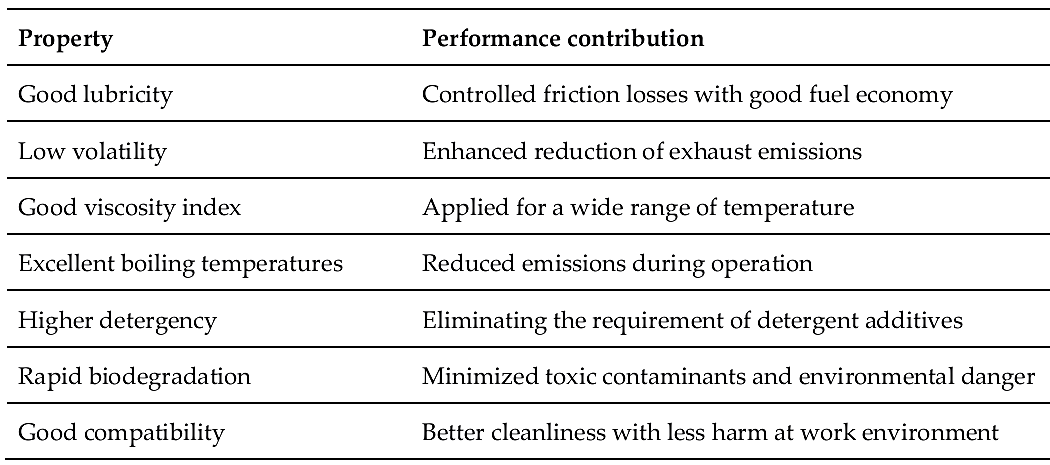 Property Performance contribution
Good lubricity Controlled friction losses with good fuel economy
Low volatility Enhanced reduction of exhaust emissions
Good viscosity index Applied for a wide range of temperature
Excellent boiling temperatures Reduced emissions during operation
Higher detergency Eliminating the requirement of detergent additives
Rapid biodegradation Minimized toxic contaminants and environmental danger
Good compatibility Better cleanliness with less harm at work environment